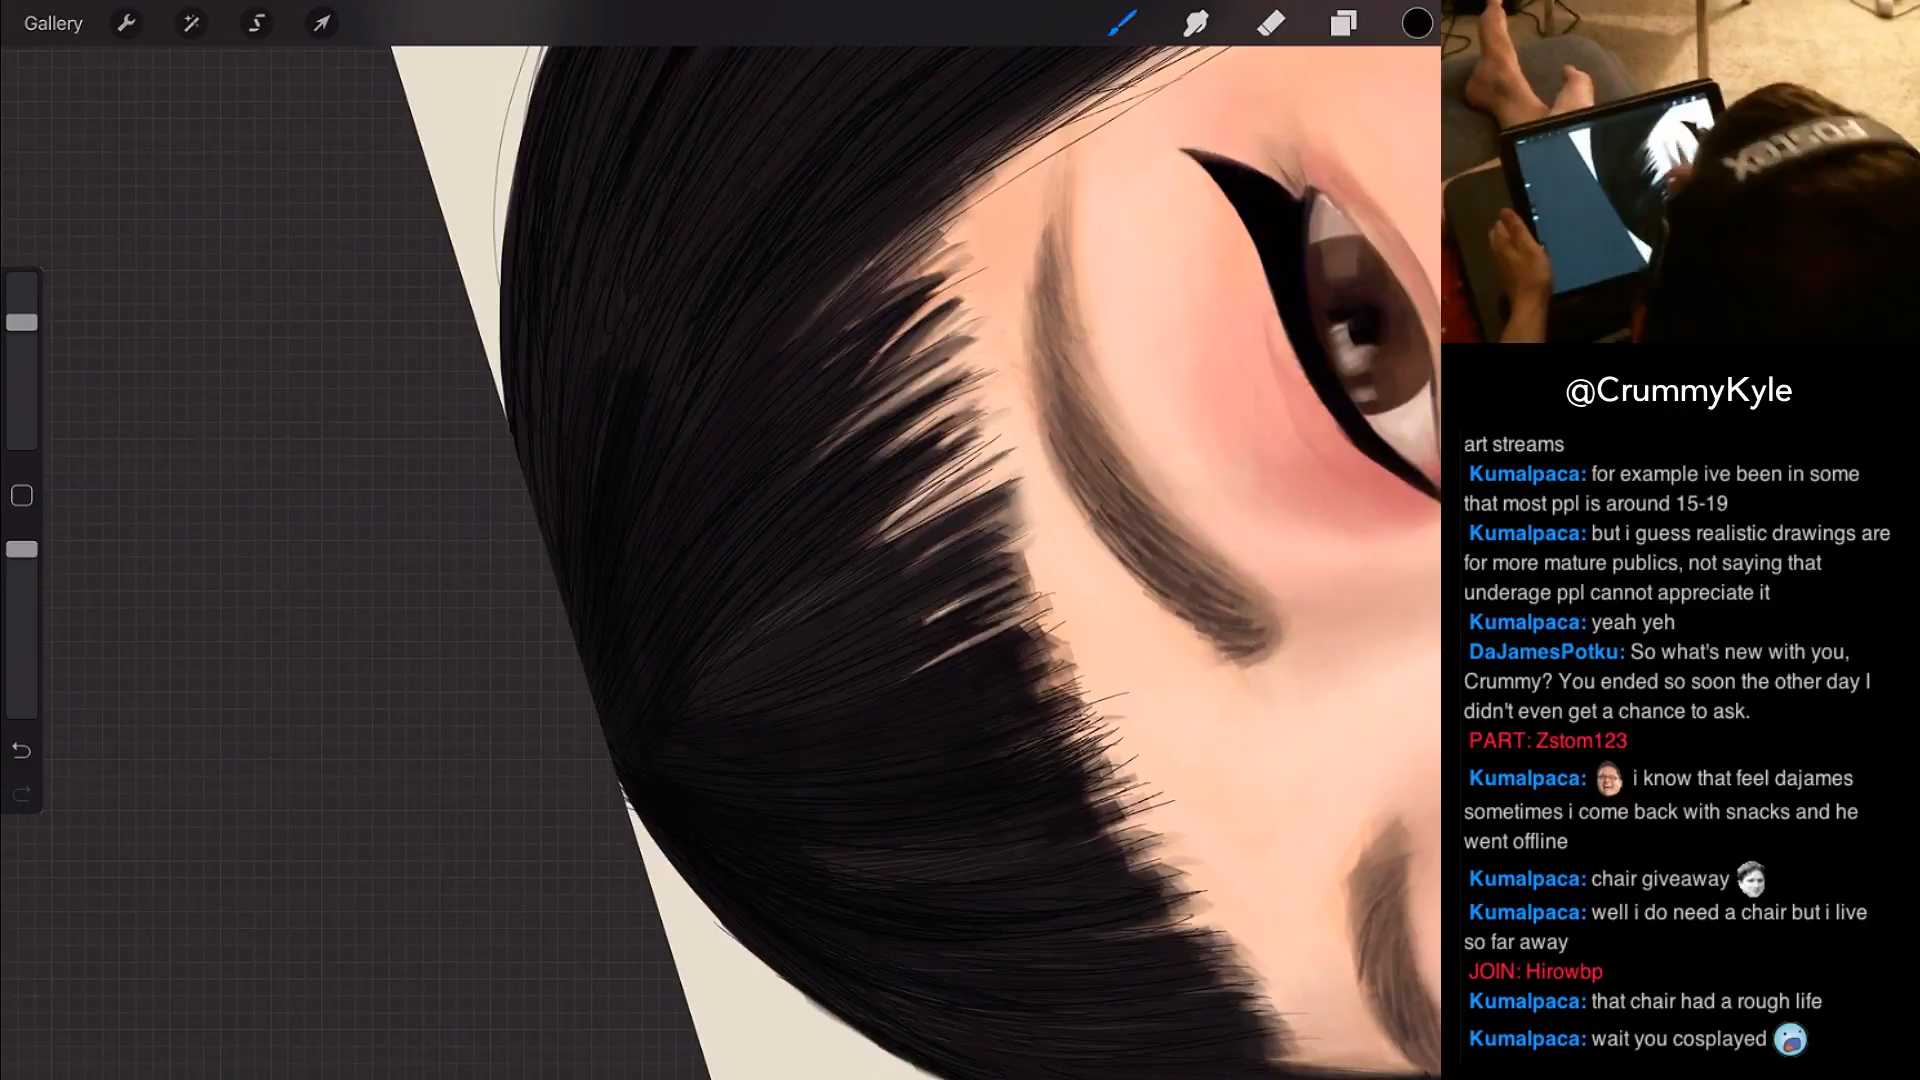 Gallery
@CrummyKyle
art streams
Kumalpaca: for example ive been in some
that most ppl is around 15-19
Kumalpaca: but i guess realistic drawings are
for more mature publics, not saying that
underage ppl cannot appreciate it
Kumalpaca: yeah yeh
DaJamesPotku: So what's new with you,
Crummy? You ended so soon the other day I
didn't even get a chance to ask.
PART: Zstom123
Kumalpaca: i know that feel dajames
sometimes i come back with snacks and he
went offline
Kumalpaca: chair giveaway
Kumalpaca: well i do need a chair but i live
so far away
JOIN: Hirowbp
Kumalpaca: that chair had a rough life
Kumalpaca: wait you cosplayed